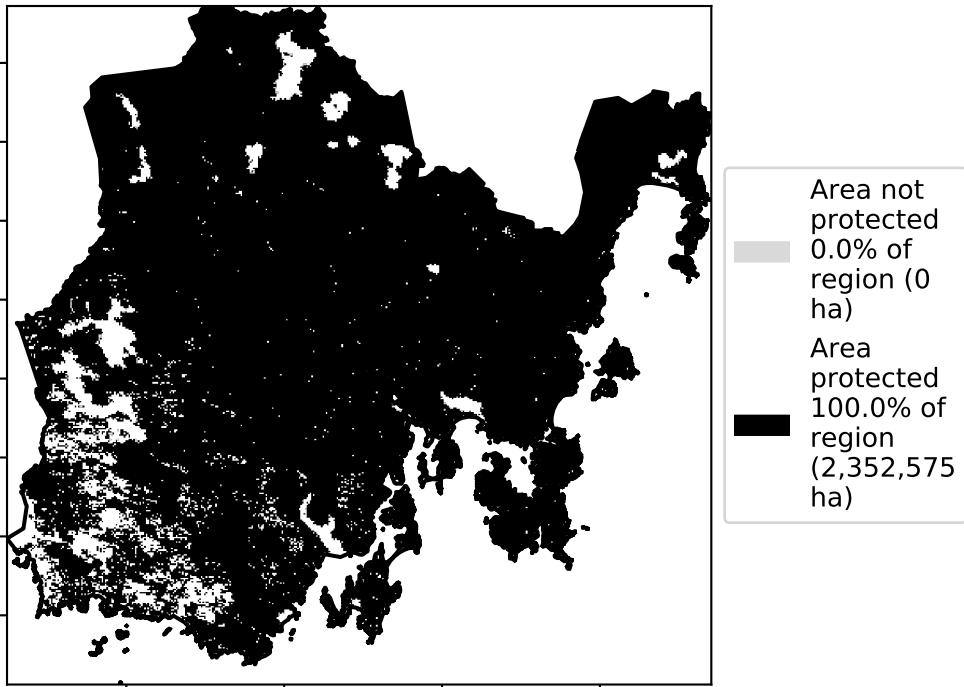 Area not
protected
0.0% of
region (0
ha)
Area
protected
100.0% of
region
(2,352,575
ha)